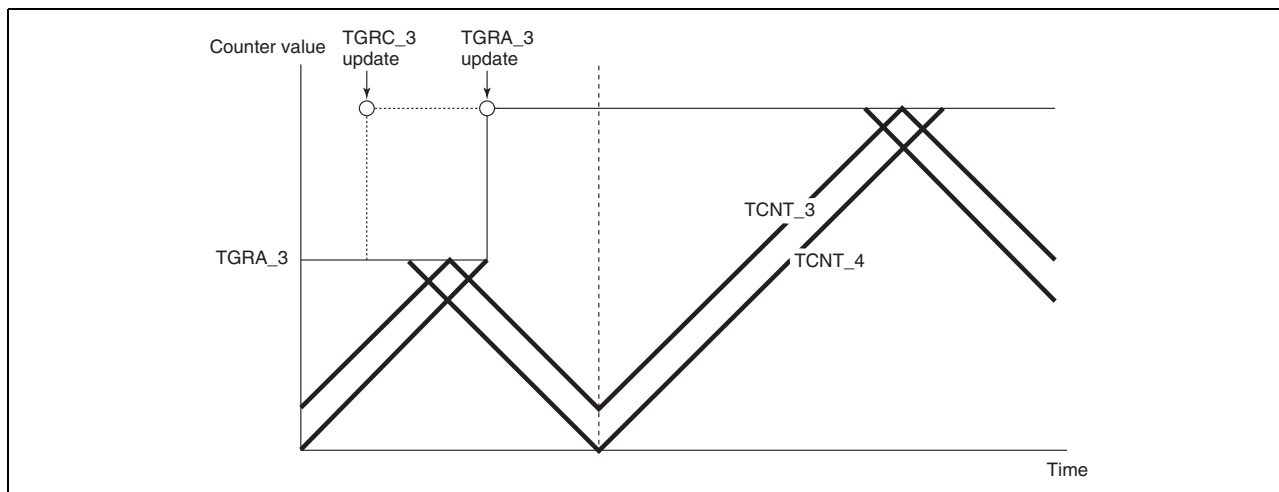 Counter value
TGRC_3
update
TGRA_3
update
TGRA_3
TCNT_3
TCNT_4
Time